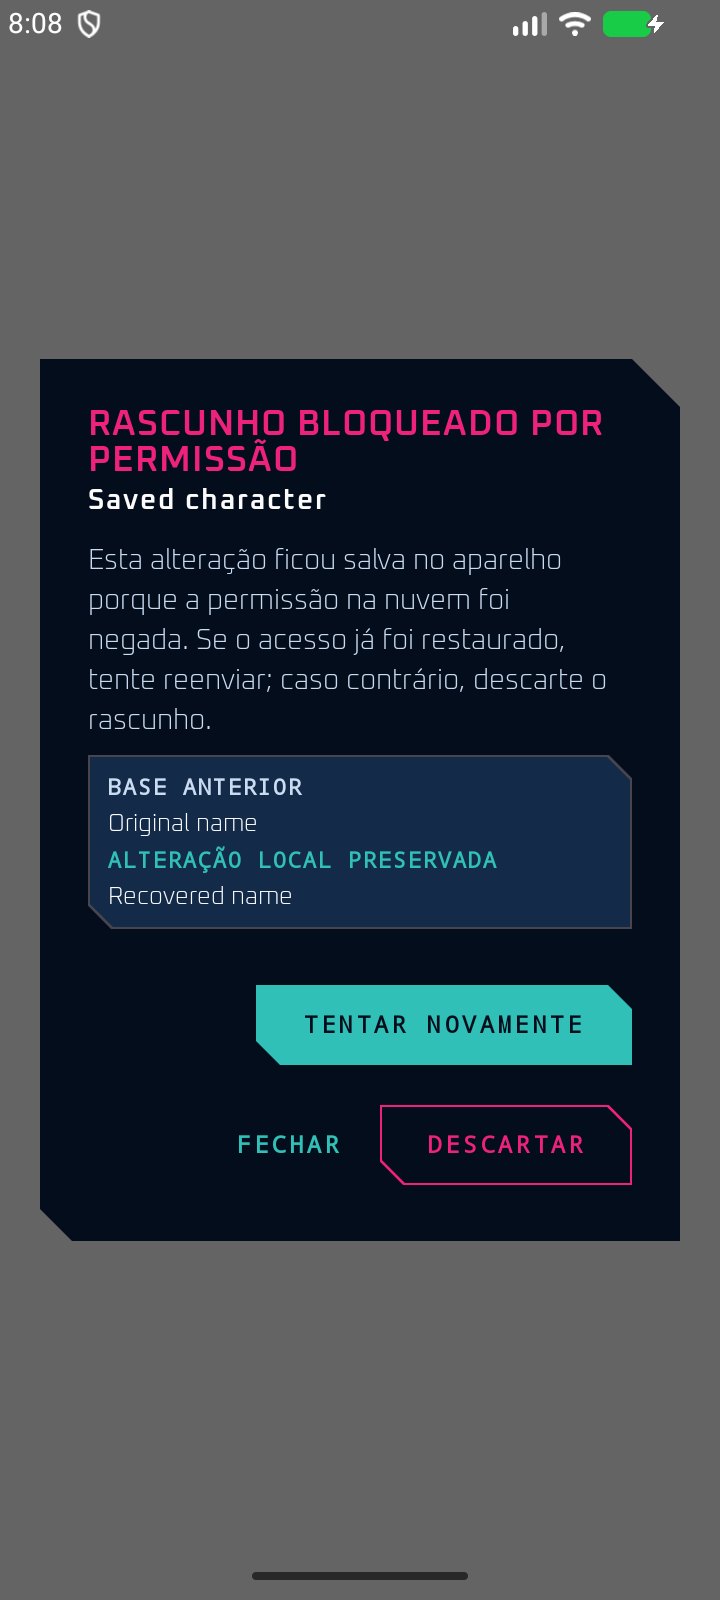 8:08
RASCUNHO BLOQUEADO POR
PERMISSÃO
Saved character
Esta alteração ficou salva no aparelho
porque a permissão na nuvem foi
negada. Se o acesso já foi restaurado,
tente reenviar; caso contrário, descarte o
rascunho.
BASE ANTERIOR
Original name
ALTERAÇÃO LOCAL PRESERVADA
Recovered name
TENTAR NOVAMENTE
FECHAR DESCARTAR